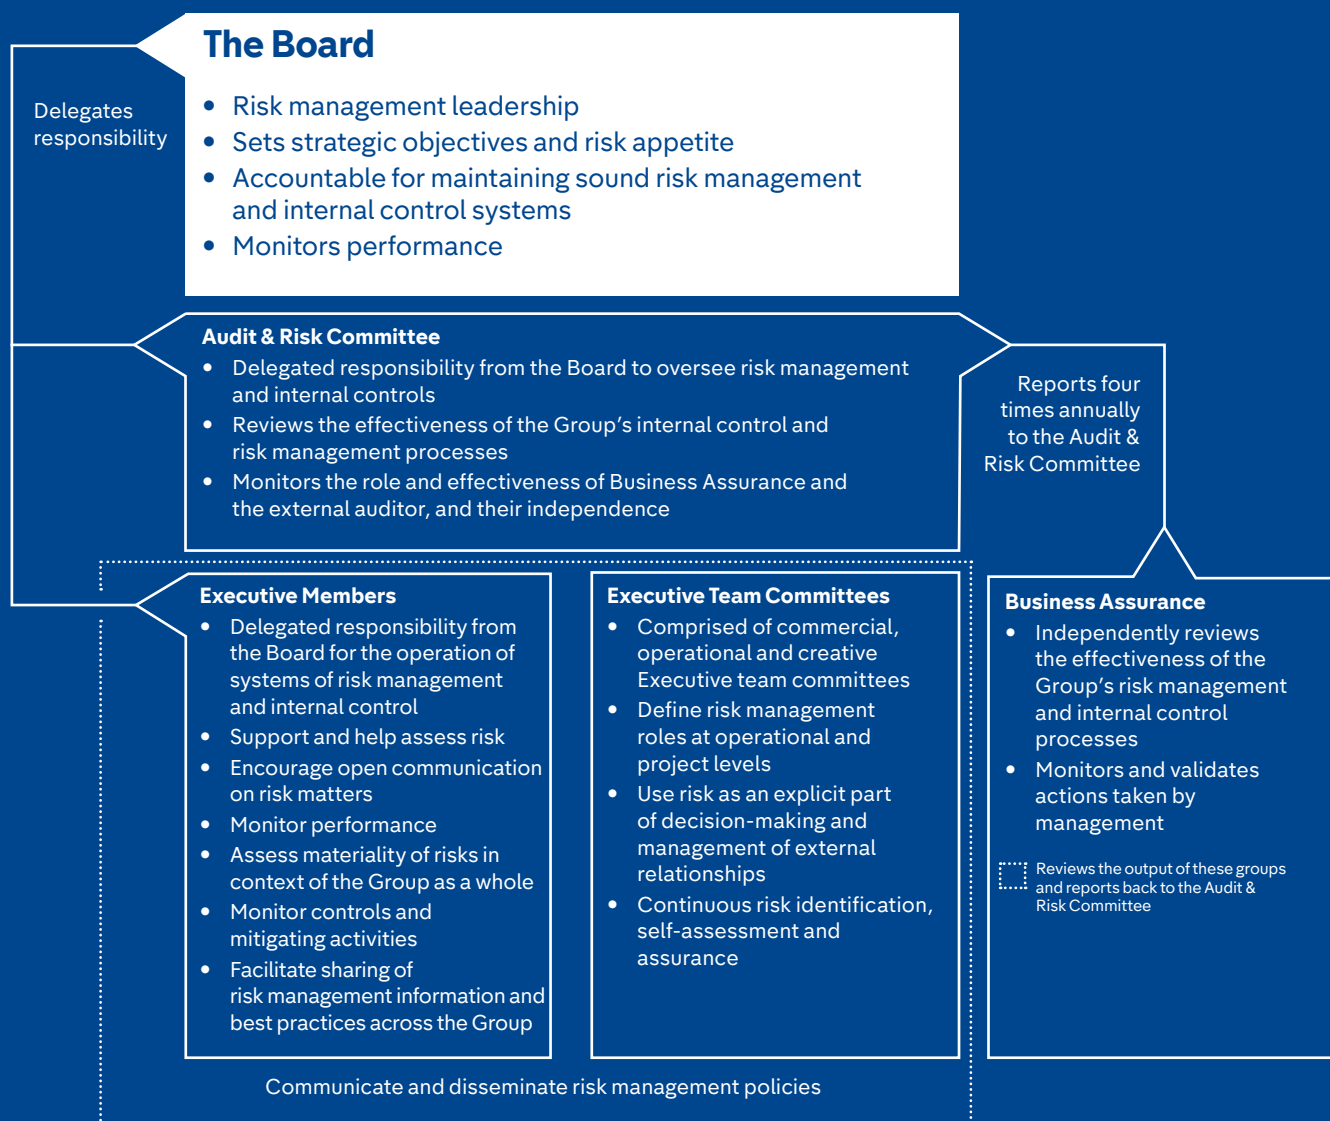 The Board
Delegates
responsibility
• Risk management leadership
• Sets strategic objectives and risk appetite
• Accountable for maintaining sound risk management
and internal control systems
• Monitors performance
Audit & Risk Committee
• Delegated responsibility from the Board to oversee risk management
and internal controls
• Reviews the effectiveness of the Group’s internal control and
risk management processes
• Monitors the role and effectiveness of Business Assurance and
the external auditor, and their independence
Reports four
times annually
to the Audit &
Risk Committee
Executive Members
• Delegated responsibility from
the Board for the operation of
systems of risk management
and internal control
• Support and help assess risk
• Encourage open communication
on risk matters
• Monitor performance
• Assess materiality of risks in
context of the Group as a whole
• Monitor controls and
mitigating activities
• Facilitate sharing of
risk management information and
best practices across the Group
Executive Team Committees
• Comprised of commercial,
operational and creative
Executive team committees
• Define risk management
roles at operational and
project levels
• Use risk as an explicit part
of decision-making and
management of external
relationships
• Continuous risk identification,
self-assessment and
assurance
Business Assurance
• Independently reviews
the effectiveness of the
Group’s risk management
and internal control
processes
• Monitors and validates
actions taken by
management
Reviews the output of these groups
and reports back to the Audit &
Risk Committee
Communicate and disseminate risk management policies